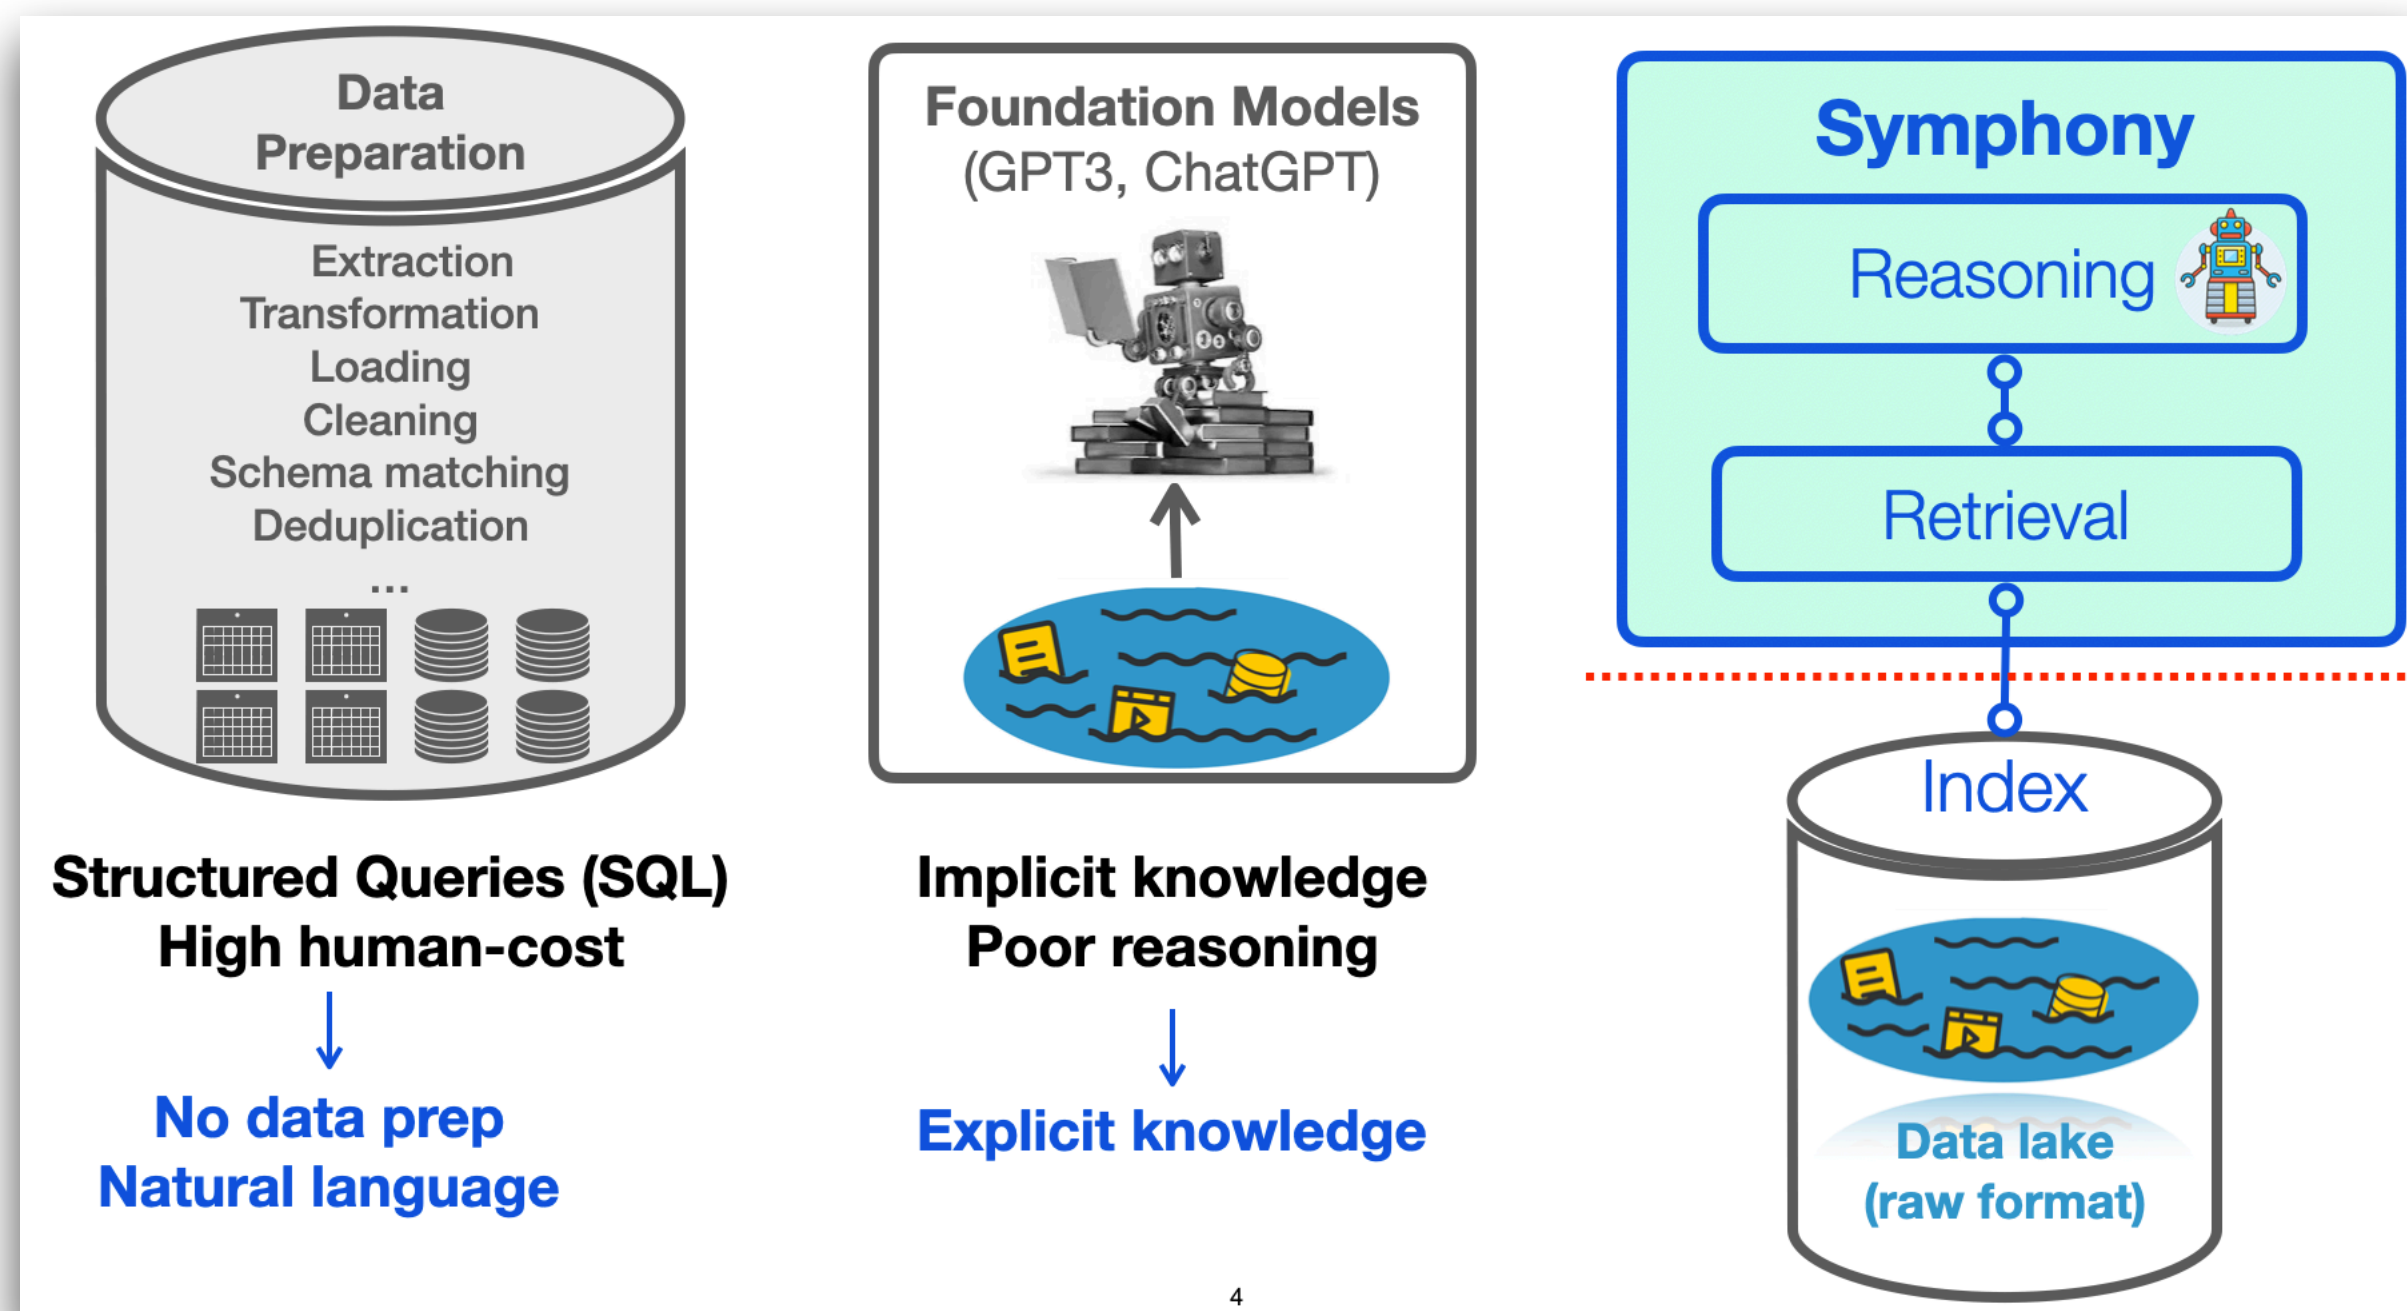 Data
Preparation
Extraction
Transformation
Loading
Cleaning
Schema matching
Deduplication
...
Structured Queries (SQL)
High human-cost
No data prep
Natural language
Foundation Models
(GPT3, ChatGPT)
Implicit knowledge
Poor reasoning
Explicit knowledge
Symphony
Reasoning
Retrieval
Index
Data lake
(raw format)
4